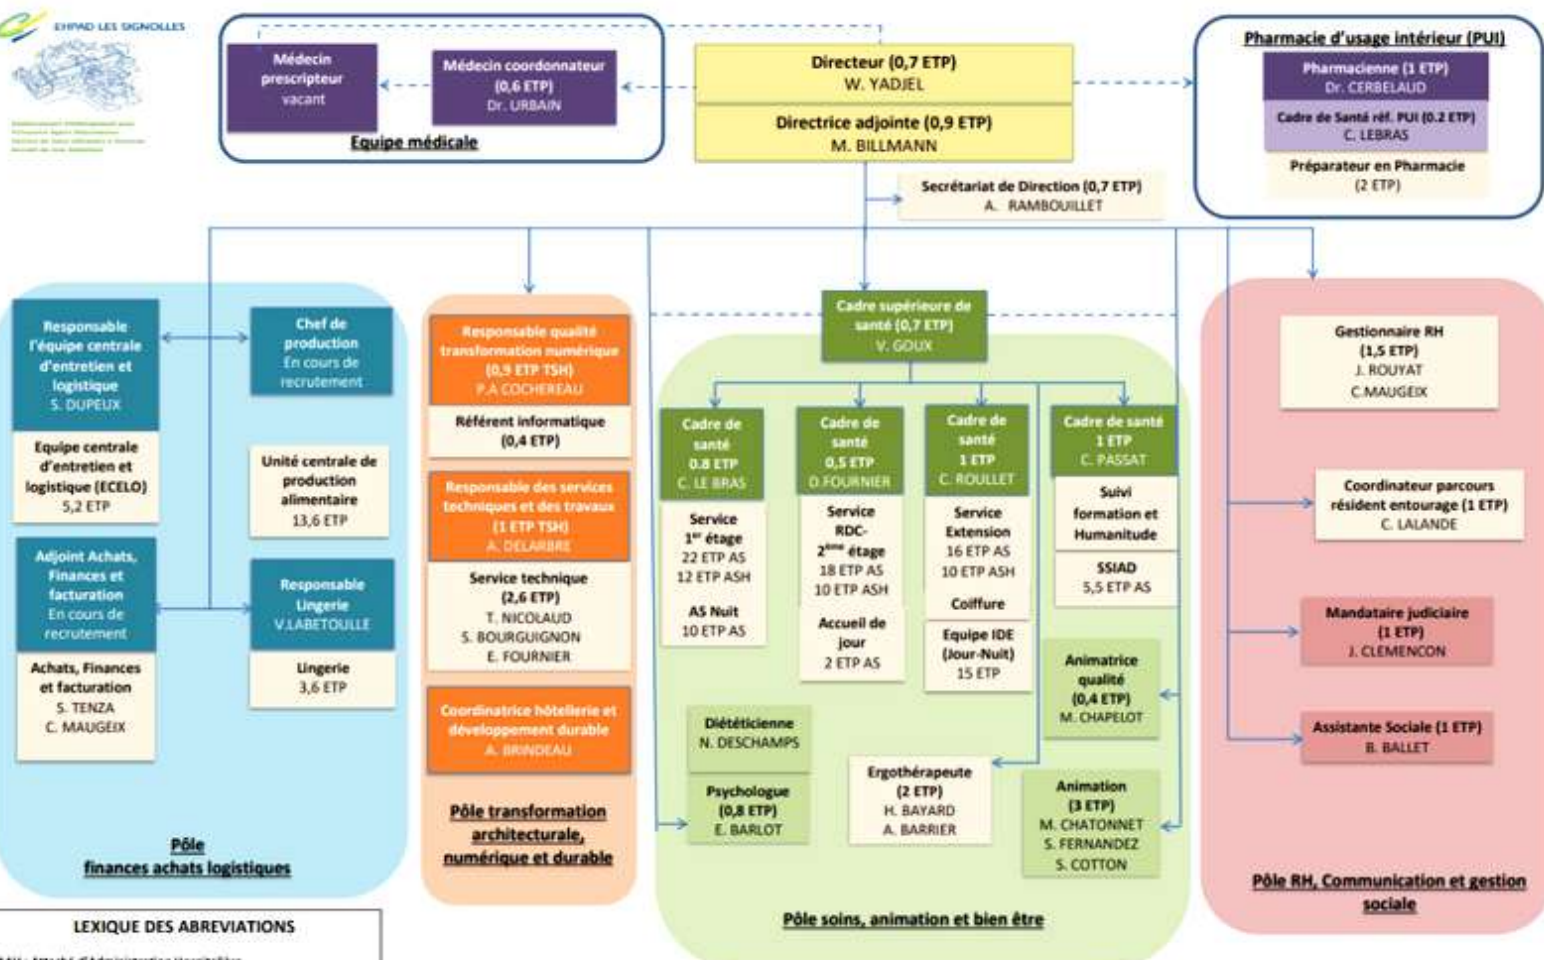 EHPAD LES SIGNOLLES
Médecin
prescripteur
vacant
Médecin coordonnateur
(0,6 ETP)
Dr. URBAIN
Equipe médicale
Directeur (0,7 ETP)
W. YADJEL
Directrice adjointe (0,9 ETP)
M. BILLMANN
Secrétariat de Direction (0,7 ETP)
A. RAMBOUILLET
Pharmacie d'usage intérieur (PUI)
Pharmacienne (1 ETP)
Dr. CERBELAUD
Cadre de Santé réf. PUI (0.2 ETP)
C. LEBRAS
Préparateur en Pharmacie
(2 ETP)
Responsable
l'équipe centrale
d'entretien et
logistique
S. DUPEUX
Equipe centrale
d'entretien et
logistique (ECELO)
5,2 ETP
Chef de
production
En cours de
recrutement
Unité centrale de
production
alimentaire
13,6 ETP
Adjoint Achats,
Finances et
facturation
En cours de
recrutement
Achats, Finances
et facturation
S. TENZA
C. MAUGEIX
Responsable
Lingerie
V.LABETOULLE
Lingerie
3,6 ETP
Pôle
finances achats logistiques
Responsable qualité
transformation numérique
(0,9 ETP TSH)
P.A COCHEREAU
Référent informatique
(0,4 ETP)
Responsable des services
techniques et des travaux
(1 ETP TSH)
A. DELARBRE
Service technique
(2,6 ETP)
T. NICOLAUD
S. BOURGUIGNON
E. FOURNIER
Coordinatrice hôtellerie et
développement durable
A. BRINDEAU
Pôle transformation
architecturale,
numérique et durable
Cadre supérieure de
santé (0,7 ETP)
V. GOUX
Cadre de
santé
0.8 ETP
C. LE BRAS
Service
1er étage
22 ETP AS
12 ETP ASH
AS Nuit
10 ETP AS
Cadre de
santé
0,5 ETP
D.FOURNIER
Service
RDC-
2ème étage
18 ETP AS
10 ETP ASH
Accueil de
jour
2 ETP AS
Cadre de
santé
1 ETP
C. ROULLET
Service
Extension
16 ETP AS
10 ETP ASH
Coiffure
Equipe IDE
(Jour-Nuit)
15 ETP
Cadre de santé
1 ETP
C. PASSAT
Suivi
formation et
Humanitude
SSIAD
5,5 ETP AS
Animatrice
qualité
(0,4 ETP)
M. CHAPELOT
Diététicienne
N. DESCHAMPS
Psychologue
(0,8 ETP)
E. BARLOT
Ergothérapeute
(2 ETP)
H. BAYARD
A. BARRIER
Animation
(3 ETP)
M. CHATONNET
S. FERNANDEZ
S. COTTON
Pôle soins, animation et bien être
Gestionnaire RH
(1,5 ETP)
J. ROUYAT
C.MAUGEIX
Coordinateur parcours
résident entourage (1 ETP)
C. LALANDE
Mandataire judiciaire
(1 ETP)
J. CLEMENCON
Assistante Sociale (1 ETP)
B. BALLET
Pôle RH, Communication et gestion
sociale
LEXIQUE DES ABREVIATIONS